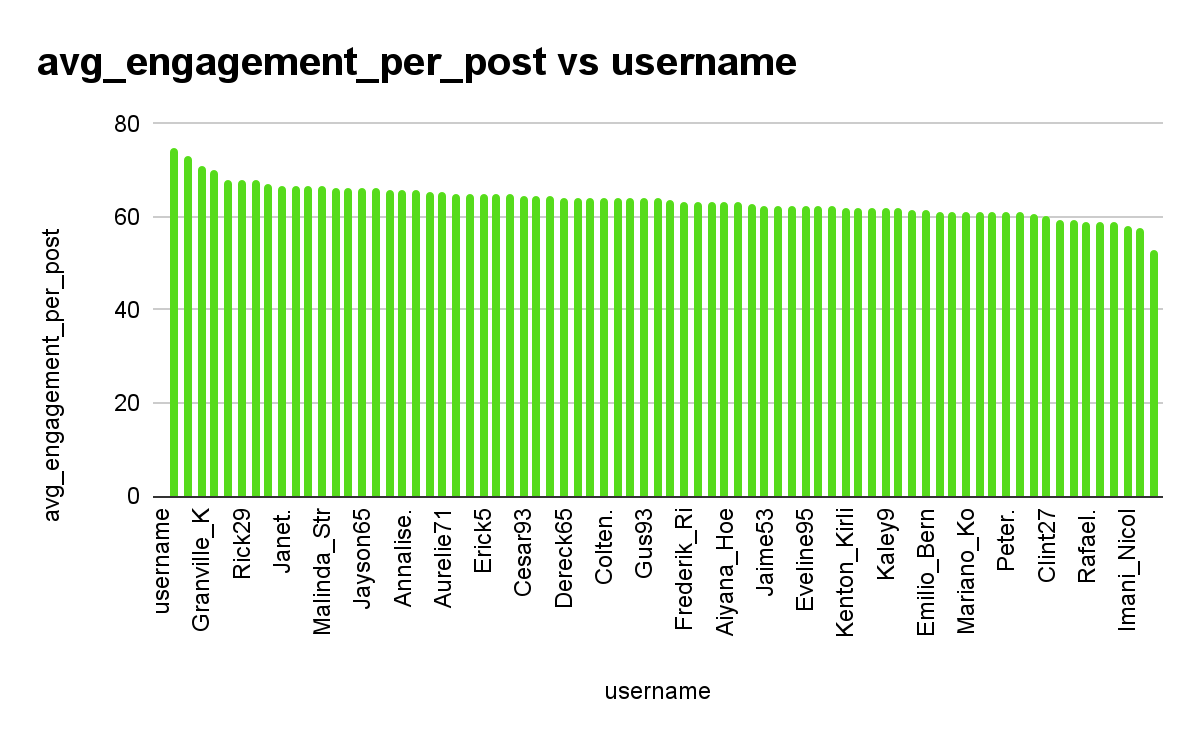 avg_engagement_per_post vs username
avg_engagement_per_post
80
60
40
20
0
username
Granville_K
Rick29
Janet.
Malinda_Str
Jayson65
Annalise.
Aurelie71
Erick5
Cesar93
Dereck65
Colten.
Gus93
Frederik_Ri
Aiyana_Hoe
Jaime53
Eveline95
Kenton_Kirli
Kaley9
Emilio_Bern
Mariano_Ko
Peter.
Clint27
Rafael.
Imani_Nicol
username